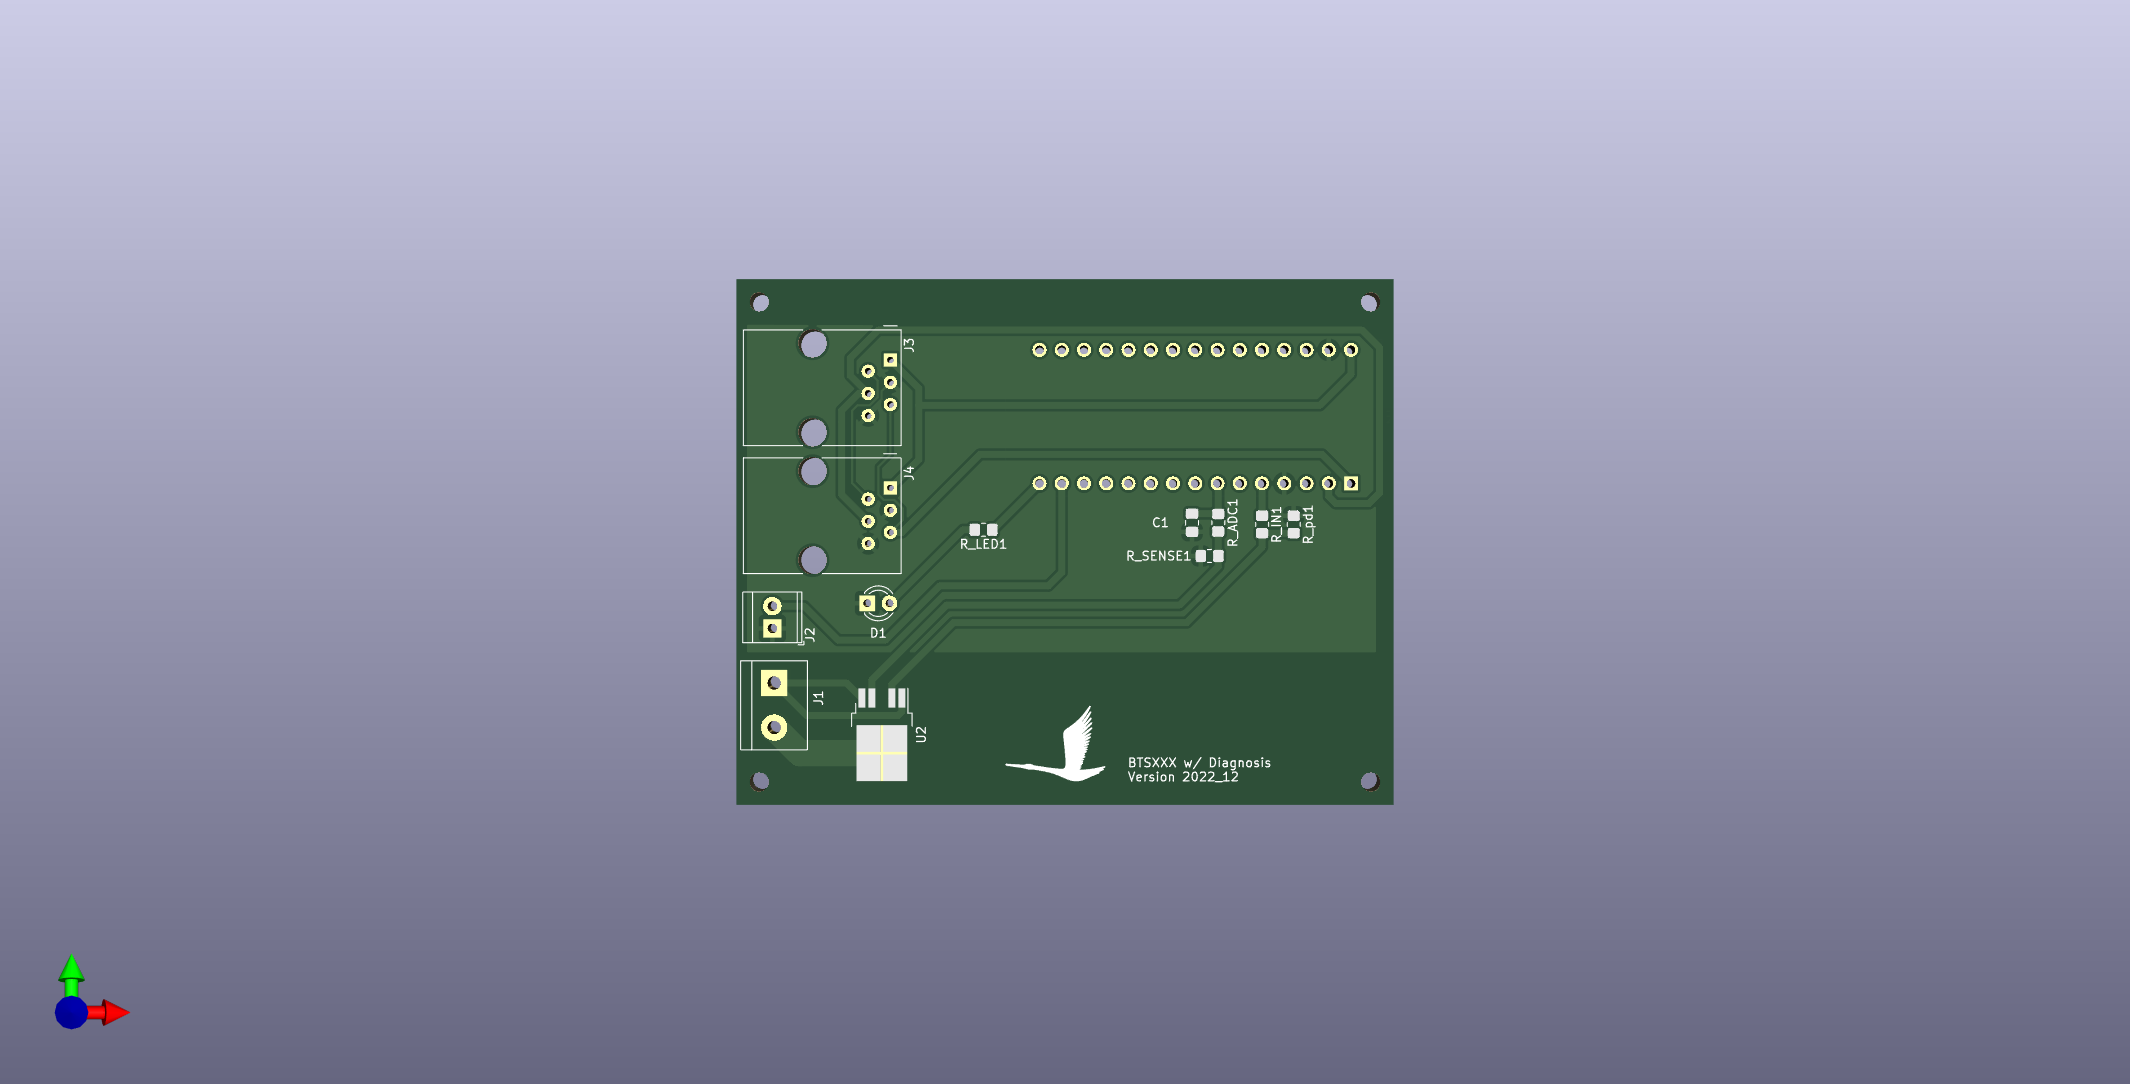 J3
J4
C1
R_ADC1
R_IN1
R_pd1
R_LED1
R_SENSE1
J2
D1
J1
U2
BTSXXX w/ Diagnosis
Version 2022_12